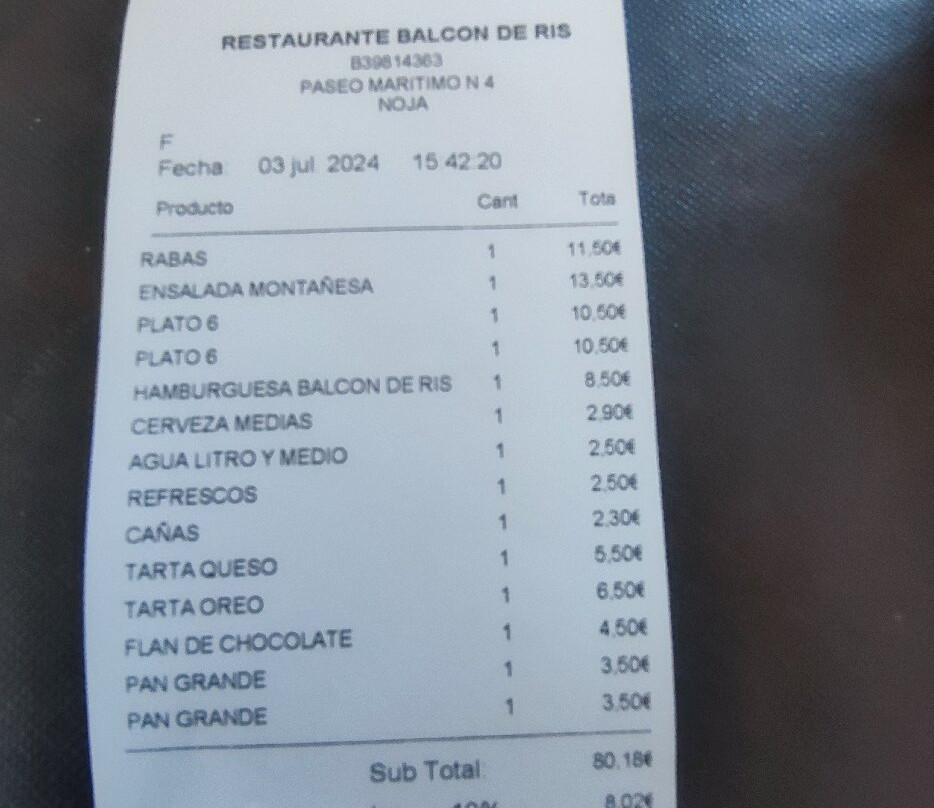 RESTAURANTE BALCON DE RIS
B39814363
PASEO MARITIMO N 4
NOJA
F
Fecha: 03 jul. 2024 15:42:20
Producto Cant Tota
RABAS 1 11,50€
ENSALADA MONTAÑESA 1 13,50€
PLATO 6 1 10,50€
PLATO 6 1 10,50€
HAMBURGUESA BALCON DE RIS 1 8,50€
CERVEZA MEDIAS 1 2,90€
AGUA LITRO Y MEDIO 1 2,50€
REFRESCOS 1 2,50€
CAÑAS 1 2,30€
TARTA QUESO 1 5,50€
TARTA OREO 1 6,50€
FLAN DE CHOCOLATE 1 4,50€
PAN GRANDE 1 3,50€
PAN GRANDE 1 3,50€
Sub Total: 80,18€
10% 8,02€